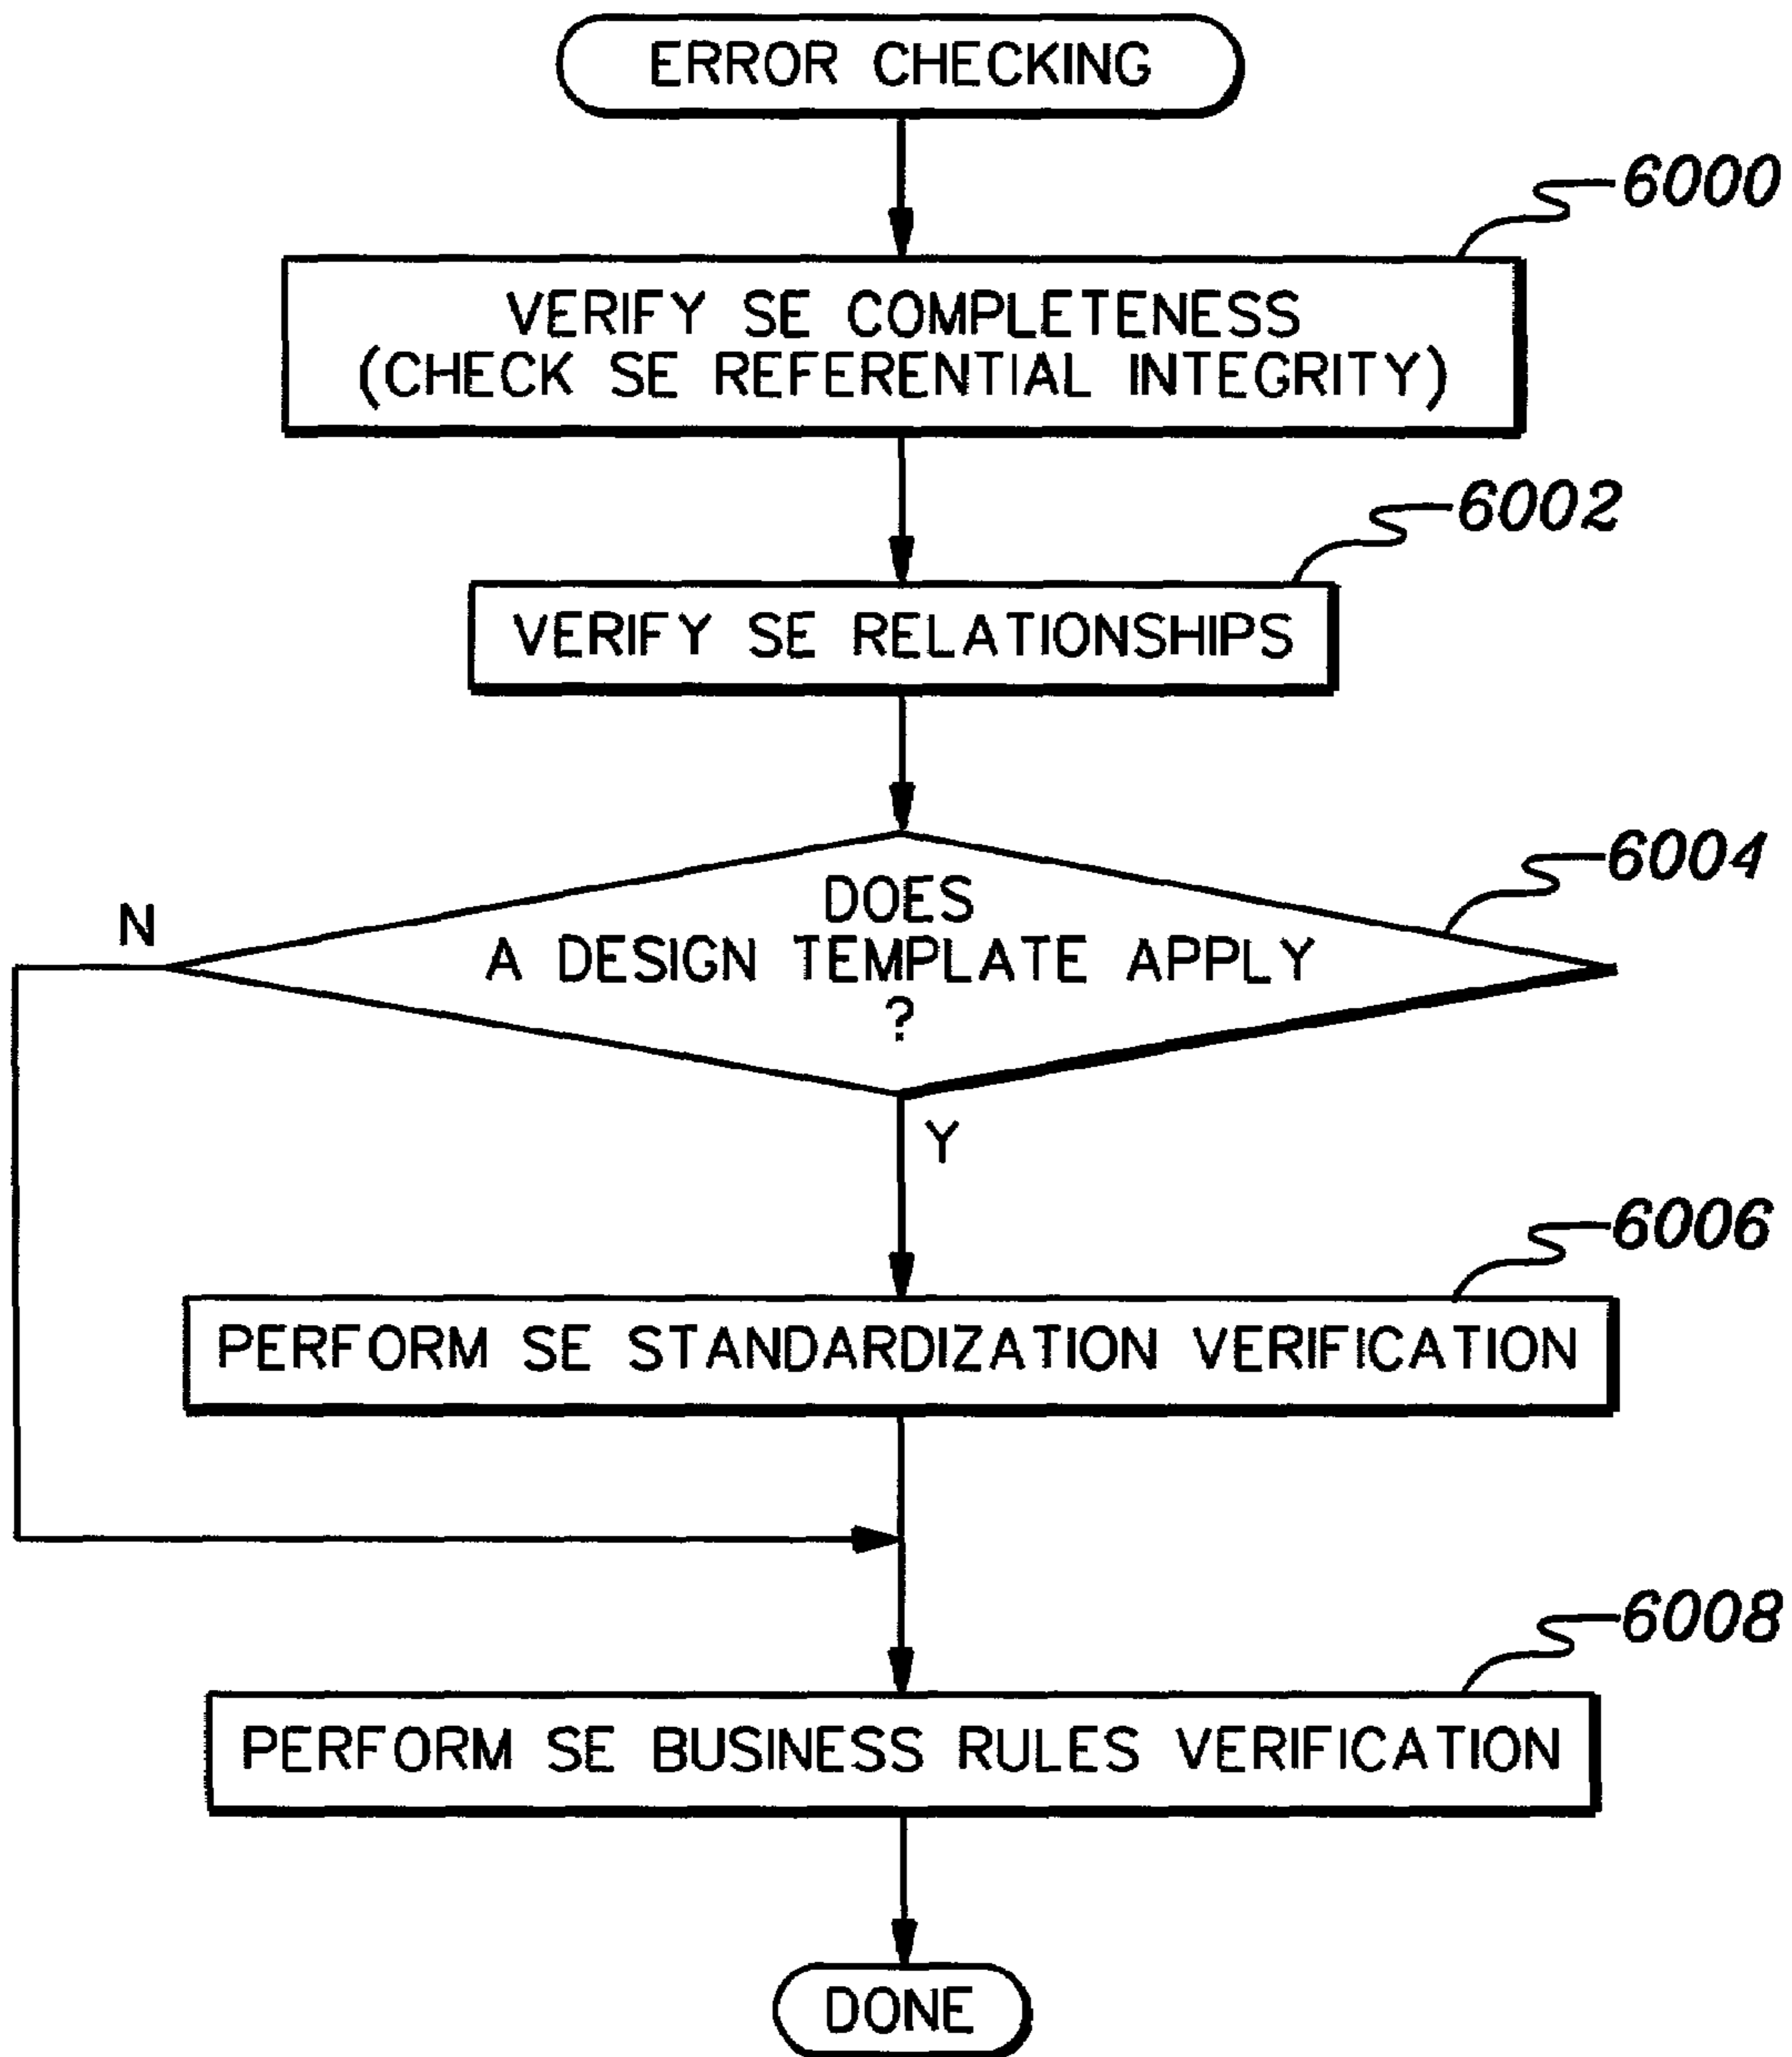 ERROR CHECKING
6000
VERIFY SE COMPLETENESS
(CHECK SE REFERENTIAL INTEGRITY)
6002
VERIFY SE RELATIONSHIPS
6004
DOES
A DESIGN TEMPLATE APPLY
?
N
Y
6006
PERFORM SE STANDARDIZATION VERIFICATION
6008
PERFORM SE BUSINESS RULES VERIFICATION
DONE